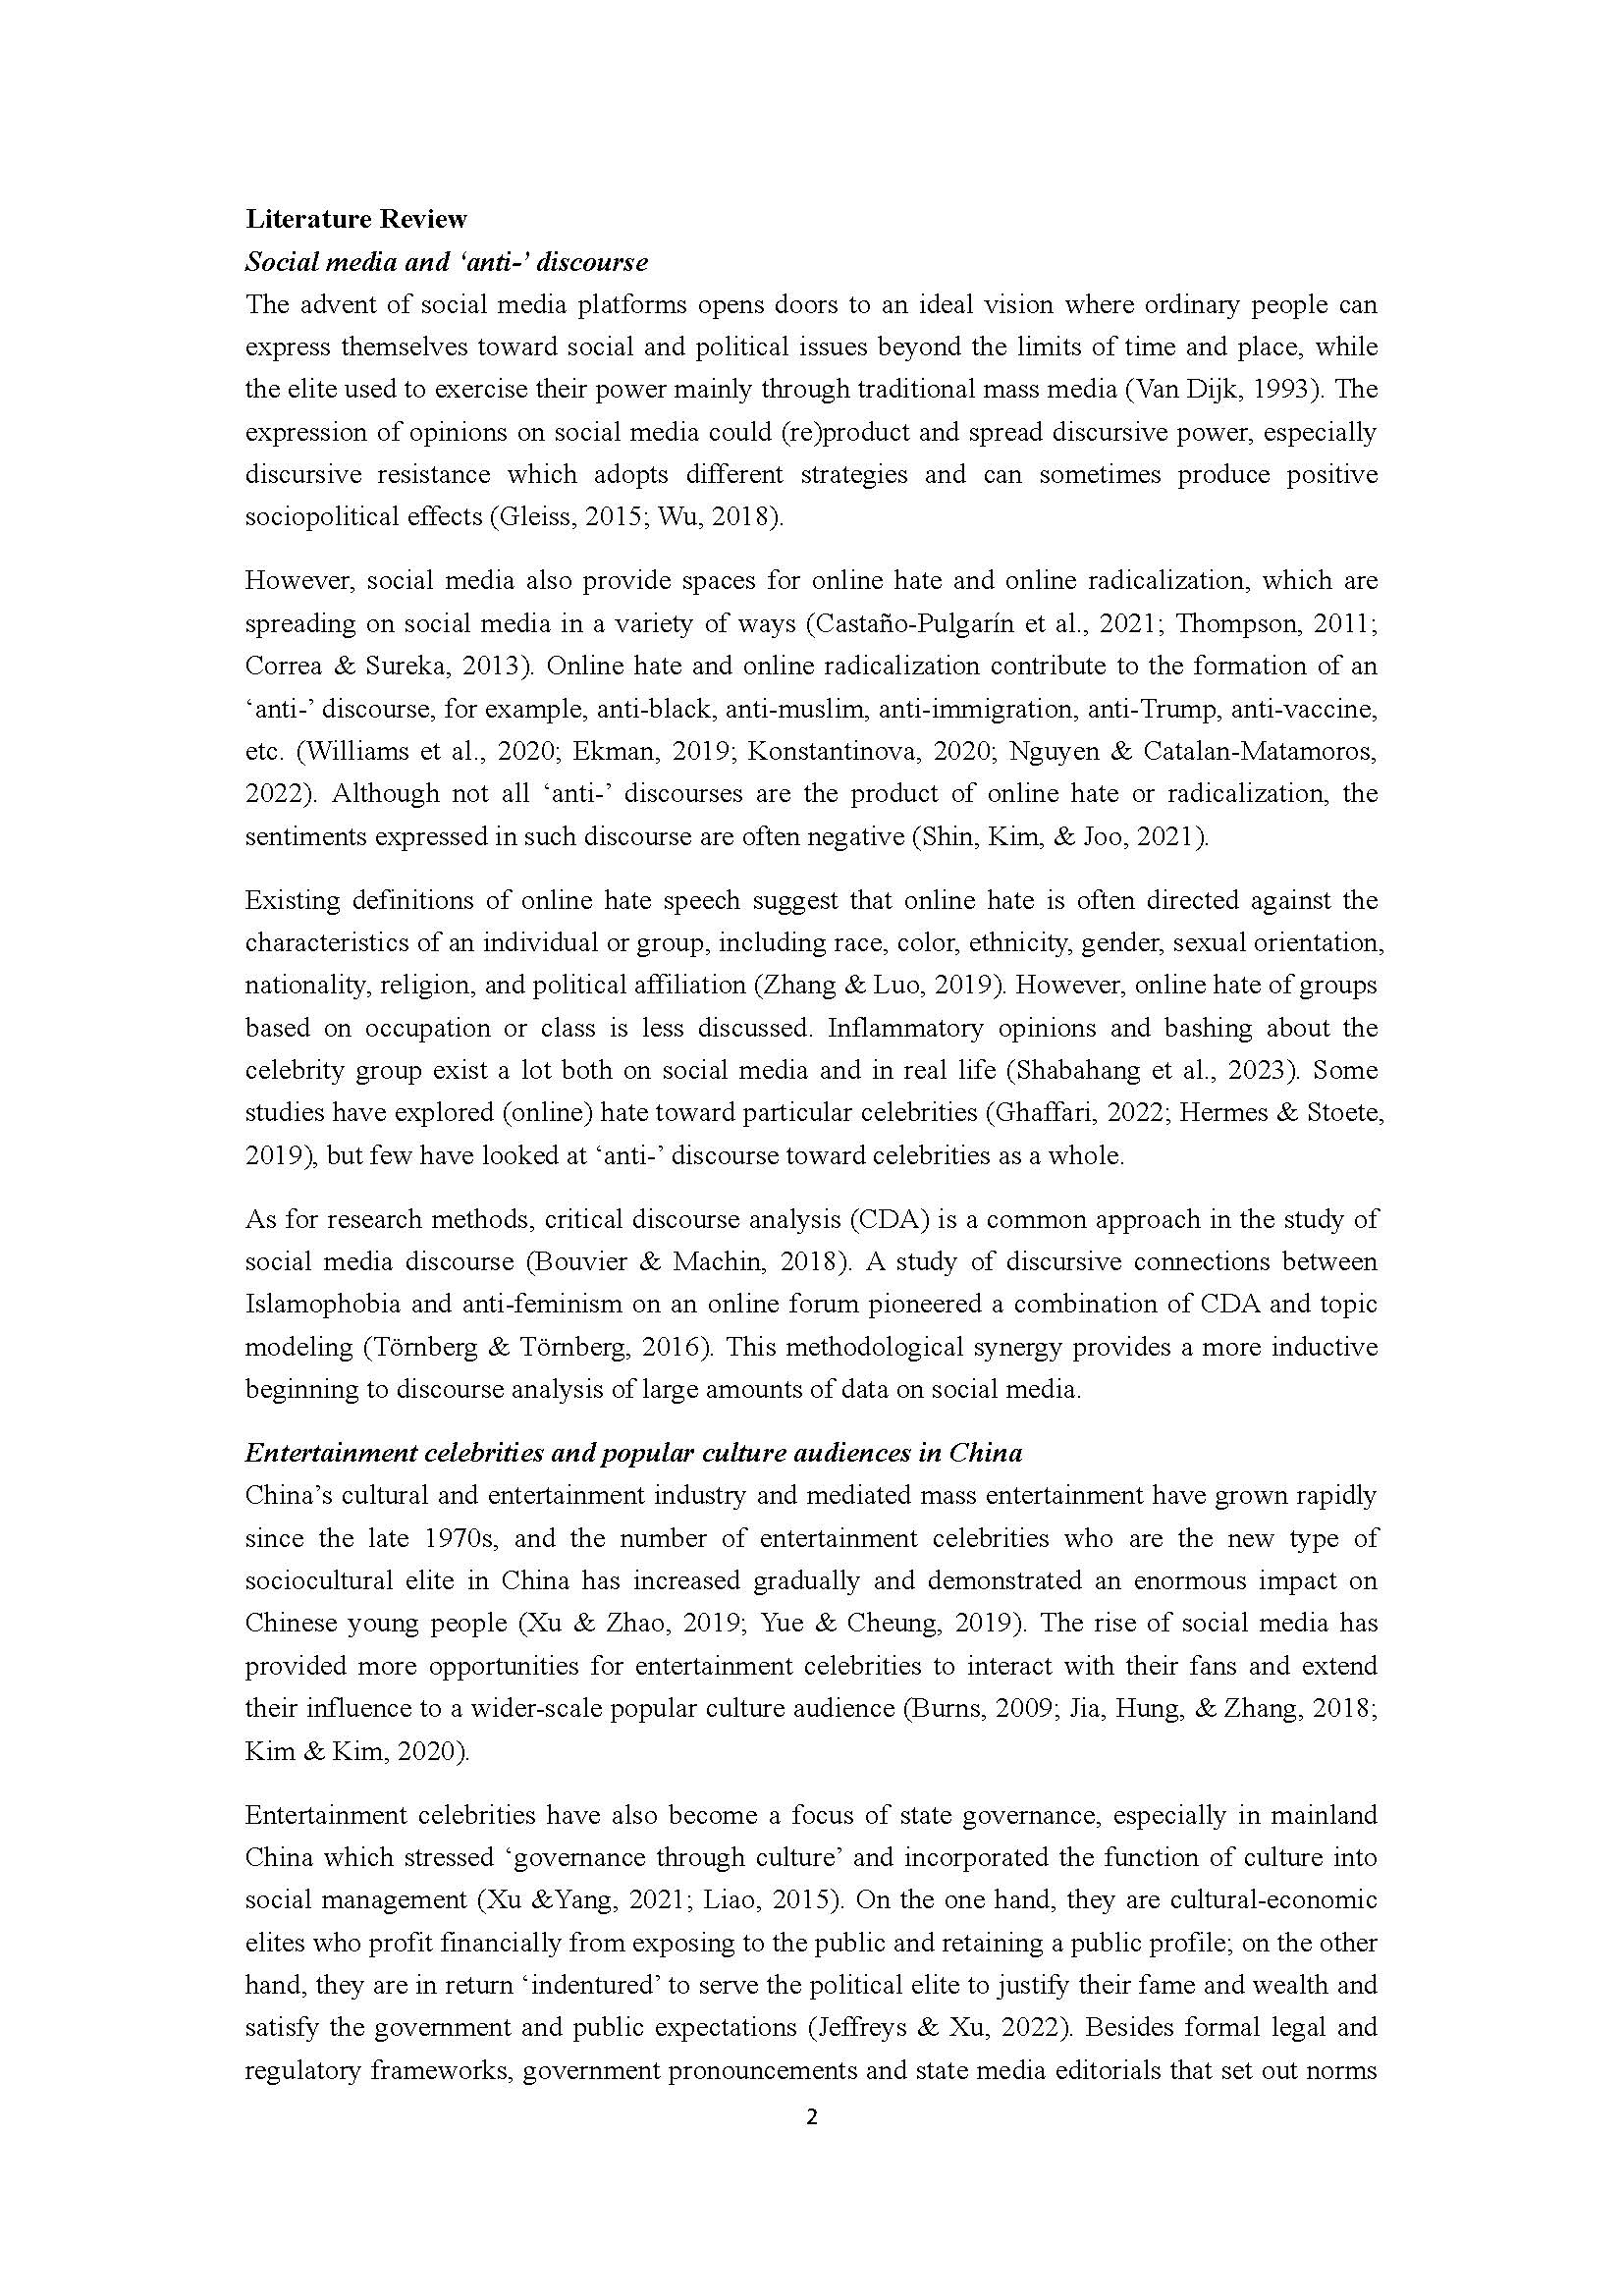 Literature Review
Social media and ‘anti-’ discourse
The advent of social media platforms opens doors to an ideal vision where ordinary people can
express themselves toward social and political issues beyond the limits of time and place, while
the elite used to exercise their power mainly through traditional mass media (Van Dijk, 1993). The
expression of opinions on social media could (re)product and spread discursive power, especially
discursive resistance which adopts different strategies and can sometimes produce positive
sociopolitical effects (Gleiss, 2015; Wu, 2018).
However, social media also provide spaces for online hate and online radicalization, which are
spreading on social media in a variety of ways (Castaño-Pulgarín et al., 2021; Thompson, 2011;
Correa & Sureka, 2013). Online hate and online radicalization contribute to the formation of an
‘anti-’ discourse, for example, anti-black, anti-muslim, anti-immigration, anti-Trump, anti-vaccine,
etc. (Williams et al., 2020; Ekman, 2019; Konstantinova, 2020; Nguyen & Catalan-Matamoros,
2022). Although not all ‘anti-’ discourses are the product of online hate or radicalization, the
sentiments expressed in such discourse are often negative (Shin, Kim, & Joo, 2021).
Existing definitions of online hate speech suggest that online hate is often directed against the
characteristics of an individual or group, including race, color, ethnicity, gender, sexual orientation,
nationality, religion, and political affiliation (Zhang & Luo, 2019). However, online hate of groups
based on occupation or class is less discussed. Inflammatory opinions and bashing about the
celebrity group exist a lot both on social media and in real life (Shabahang et al., 2023). Some
studies have explored (online) hate toward particular celebrities (Ghaffari, 2022; Hermes & Stoete,
2019), but few have looked at ‘anti-’ discourse toward celebrities as a whole.
As for research methods, critical discourse analysis (CDA) is a common approach in the study of
social media discourse (Bouvier & Machin, 2018). A study of discursive connections between
Islamophobia and anti-feminism on an online forum pioneered a combination of CDA and topic
modeling (Törnberg & Törnberg, 2016). This methodological synergy provides a more inductive
beginning to discourse analysis of large amounts of data on social media.
Entertainment celebrities and popular culture audiences in China
China’s cultural and entertainment industry and mediated mass entertainment have grown rapidly
since the late 1970s, and the number of entertainment celebrities who are the new type of
sociocultural elite in China has increased gradually and demonstrated an enormous impact on
Chinese young people (Xu & Zhao, 2019; Yue & Cheung, 2019). The rise of social media has
provided more opportunities for entertainment celebrities to interact with their fans and extend
their influence to a wider-scale popular culture audience (Burns, 2009; Jia, Hung, & Zhang, 2018;
Kim & Kim, 2020).
Entertainment celebrities have also become a focus of state governance, especially in mainland
China which stressed ‘governance through culture’ and incorporated the function of culture into
social management (Xu &Yang, 2021; Liao, 2015). On the one hand, they are cultural-economic
elites who profit financially from exposing to the public and retaining a public profile; on the other
hand, they are in return ‘indentured’ to serve the political elite to justify their fame and wealth and
satisfy the government and public expectations (Jeffreys & Xu, 2022). Besides formal legal and
regulatory frameworks, government pronouncements and state media editorials that set out norms
2